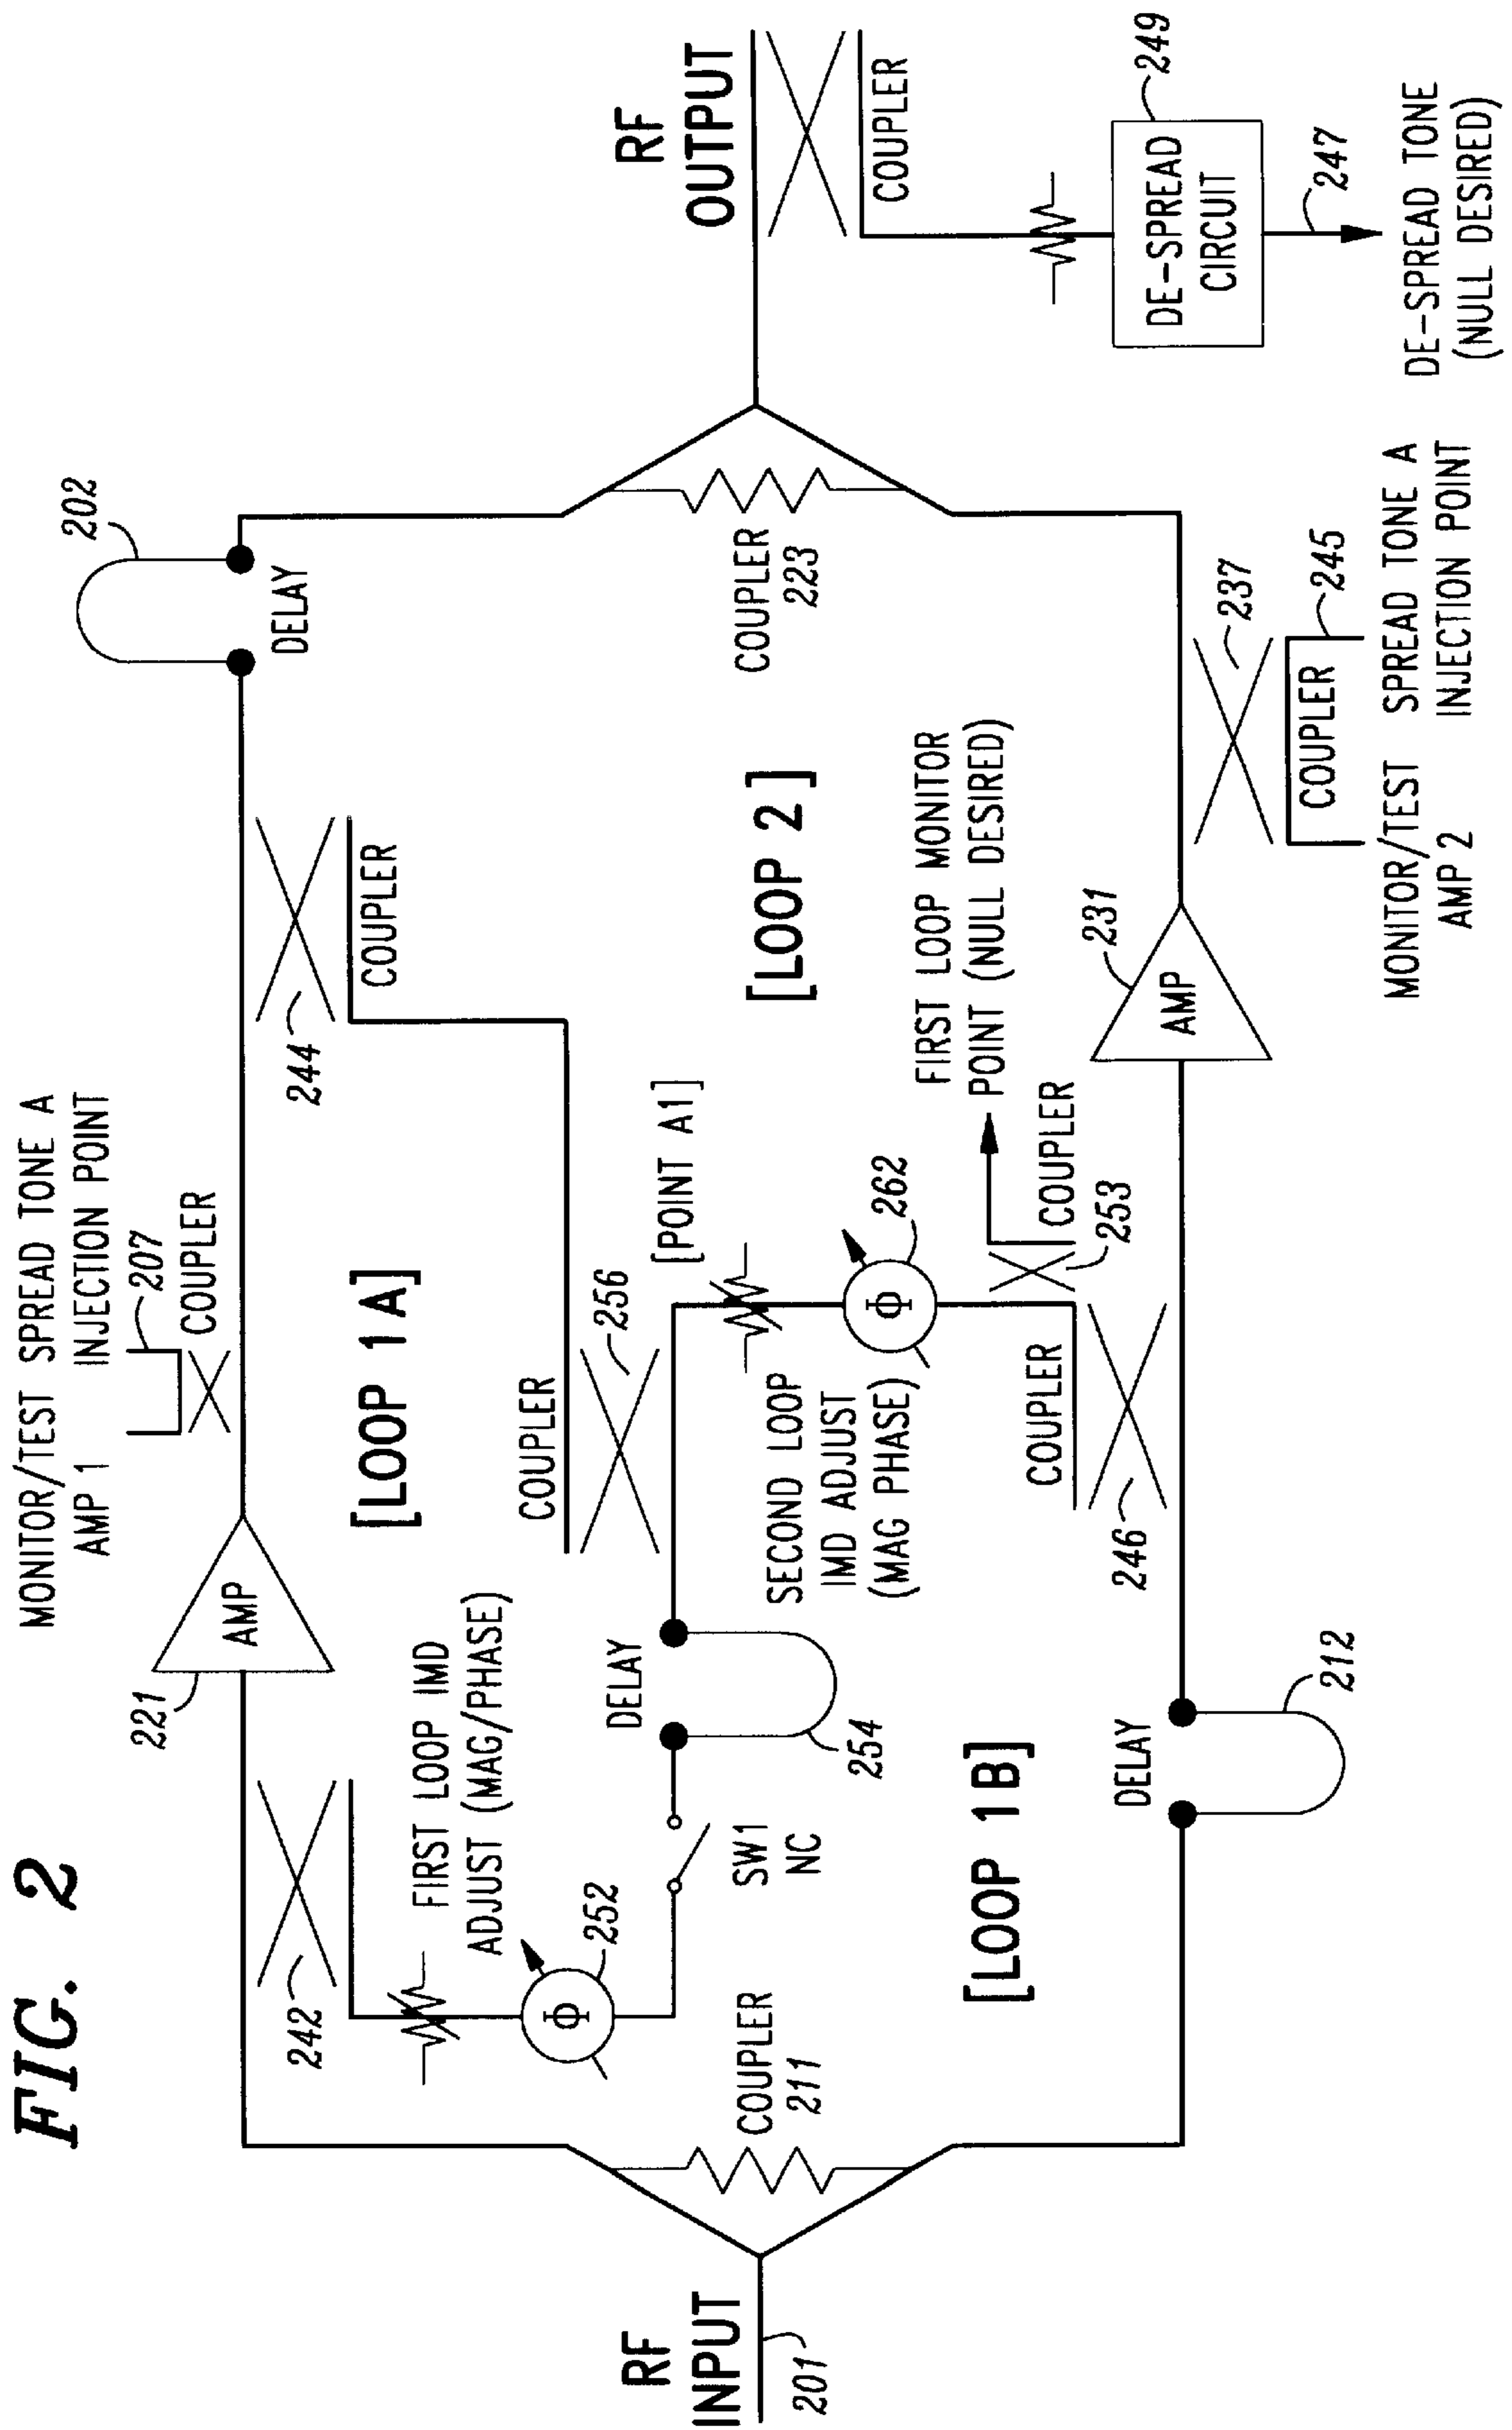 FIG. 2
MONITOR/TEST SPREAD TONE A
AMP 1 INJECTION POINT
207
COUPLER
202
DELAY
221
AMP
242
244
COUPLER
[LOOP 1A]
FIRST LOOP IMD
ADJUST (MAG/PHASE)
252
Φ
COUPLER
256
[POINT A1]
DELAY
254
SW1
NC
SECOND LOOP
IMD ADJUST
(MAG PHASE)
Φ
262
[LOOP 2]
FIRST LOOP MONITOR
POINT (NULL DESIRED)
COUPLER
253
COUPLER
246
RF
INPUT
201
COUPLER
211
[LOOP 1B]
DELAY
212
AMP
231
COUPLER
223
237
COUPLER
245
MONITOR/TEST SPREAD TONE A
AMP 2 INJECTION POINT
RF
OUTPUT
COUPLER
DE-SPREAD
CIRCUIT
249
247
DE-SPREAD TONE
(NULL DESIRED)